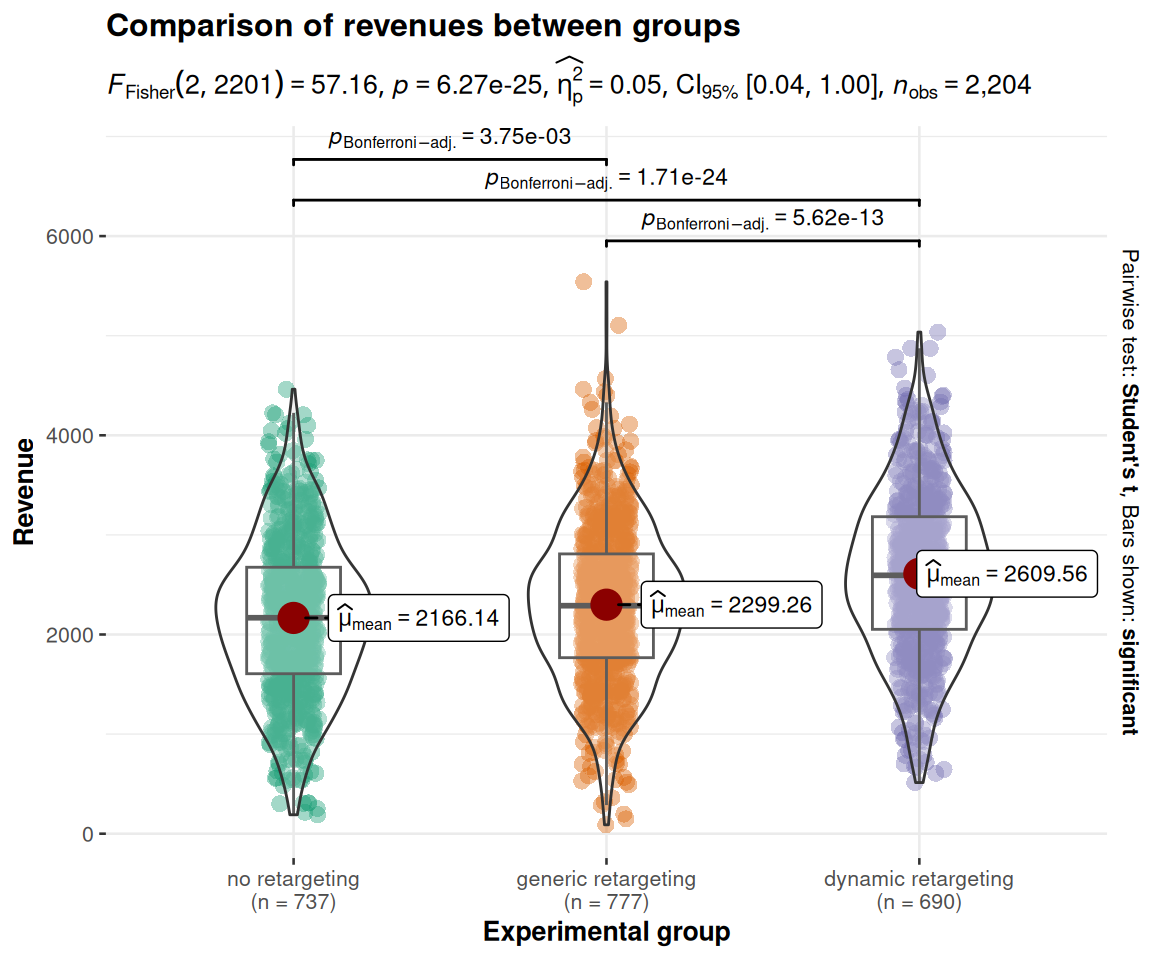 Comparison of revenues between groups
F Fisher(2, 2201) = 57.16, p = 6.27e-25, η̂²p = 0.05, CI95% [0.04, 1.00], nobs = 2,204
pBonferroni−adj. = 3.75e-03
pBonferroni−adj. = 1.71e-24
pBonferroni−adj. = 5.62e-13
6000
4000
2000
0
Revenue
μ̂mean = 2166.14
μ̂mean = 2299.26
μ̂mean = 2609.56
Pairwise test: Student's t, Bars shown: significant
no retargeting
(n = 737)
generic retargeting
(n = 777)
dynamic retargeting
(n = 690)
Experimental group